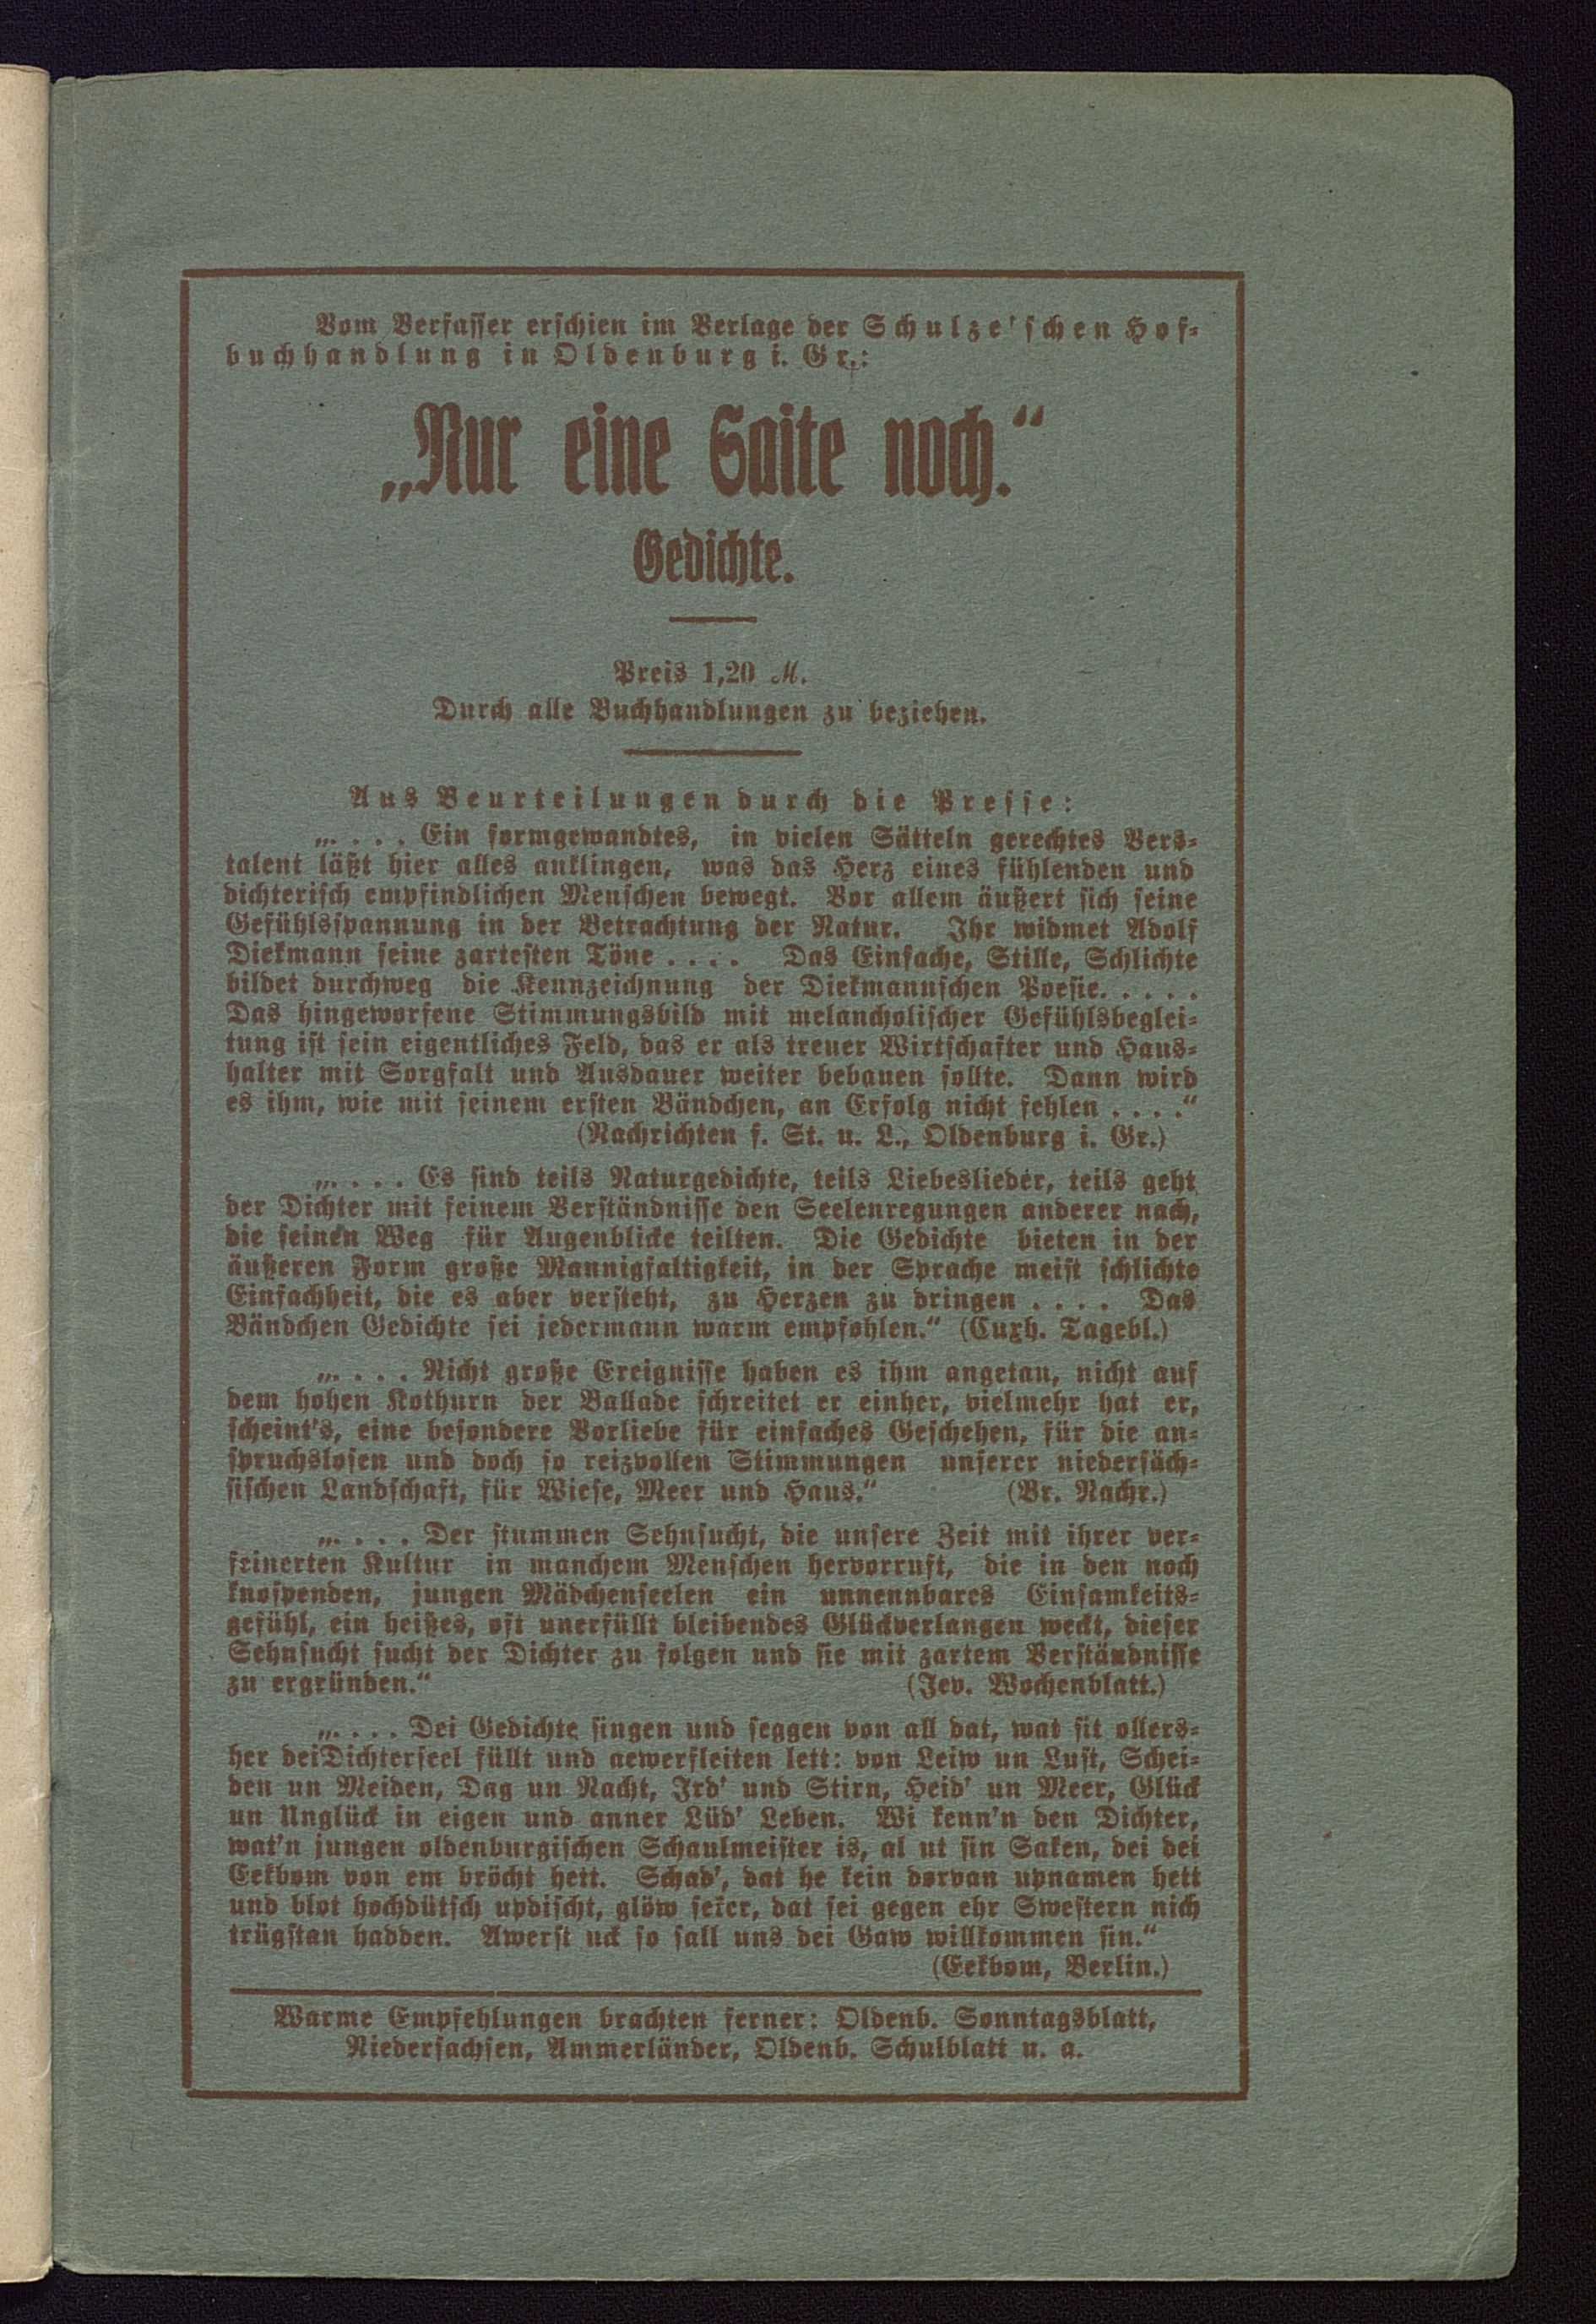 Vom Verfasser erschien im Verlage der Schulze'schen Hof-
buchhandlung in Oldenburg i. Gr.:
„Nur eine Saite noch.“
Gedichte.
Preis 1,20 M.
Durch alle Buchhandlungen zu beziehen.
Aus Beurteilungen durch die Presse:
„. . . . Ein formgewandtes, in vielen Sätteln gerechtes Vers-
talent läßt hier alles anklingen, was das Herz eines fühlenden und
dichterisch empfindlichen Menschen bewegt. Vor allem äußert sich seine
Gefühlsspannung in der Betrachtung der Natur. Ihr widmet Adolf
Diekmann seine zartesten Töne . . . . Das Einfache, Stille, Schlichte
bildet durchweg die Kennzeichnung der Diekmannschen Poesie. . . . .
Das hingeworfene Stimmungsbild mit melancholischer Gefühlsbeglei-
tung ist sein eigentliches Feld, das er als treuer Wirtschafter und Haus-
halter mit Sorgfalt und Ausdauer weiter bebauen sollte. Dann wird
es ihm, wie mit seinem ersten Bändchen, an Erfolg nicht fehlen . . . .“
(Nachrichten f. St. u. L., Oldenburg i. Gr.)
„. . . . Es sind teils Naturgedichte, teils Liebeslieder, teils geht
der Dichter mit feinem Verständnisse den Seelenregungen anderer nach,
die seinen Weg für Augenblicke teilten. Die Gedichte bieten in der
äußeren Form große Mannigfaltigkeit, in der Sprache meist schlichte
Einfachheit, die es aber versteht, zu Herzen zu dringen . . . . Das
Bändchen Gedichte sei jedermann warm empfohlen.“ (Cuxh. Tagebl.)
„. . . . Nicht große Ereignisse haben es ihm angetan, nicht auf
dem hohen Kothurn der Ballade schreitet er einher, vielmehr hat er,
scheint's, eine besondere Vorliebe für einfaches Geschehen, für die an-
spruchslosen und doch so reizvollen Stimmungen unserer niedersäch-
sischen Landschaft, für Wiese, Meer und Haus.“ (Br. Nachr.)
„. . . . Der stummen Sehnsucht, die unsere Zeit mit ihrer ver-
feinerten Kultur in manchem Menschen hervorruft, die in den noch
knospenden, jungen Mädchenseelen ein unnennbares Einsamkeits-
gefühl, ein heißes, oft unerfüllt bleibendes Glückverlangen weckt, dieser
Sehnsucht sucht der Dichter zu folgen und sie mit zartem Verständnisse
zu ergründen.“ (Jev. Wochenblatt.)
„. . . . Dei Gedichte singen und seggen von all dat, wat sit ollers-
her dei Dichterseel füllt und aewerfleiten lett: von Leiw un Lust, Schei-
den un Meiden, Dag un Nacht, Ird' und Stirn, Heid' un Meer, Glück
un Unglück in eigen und anner Lüd' Leben. Wi kenn'n den Dichter,
wat'n jungen oldenburgischen Schaulmeister is, al ut sin Saken, dei dei
Eekbom von em bröcht hett. Schad', dat he kein dorvan upnamen hett
und blot hochdütsch updischt, glöw seker, dat sei gegen ehr Swestern nich
trügstan hadden. Awerst uck so sall uns dei Gaw willkommen sin.“
(Eekbom, Berlin.)
Warme Empfehlungen brachten ferner: Oldenb. Sonntagsblatt,
Niedersachsen, Ammerländer, Oldenb. Schulblatt u. a.